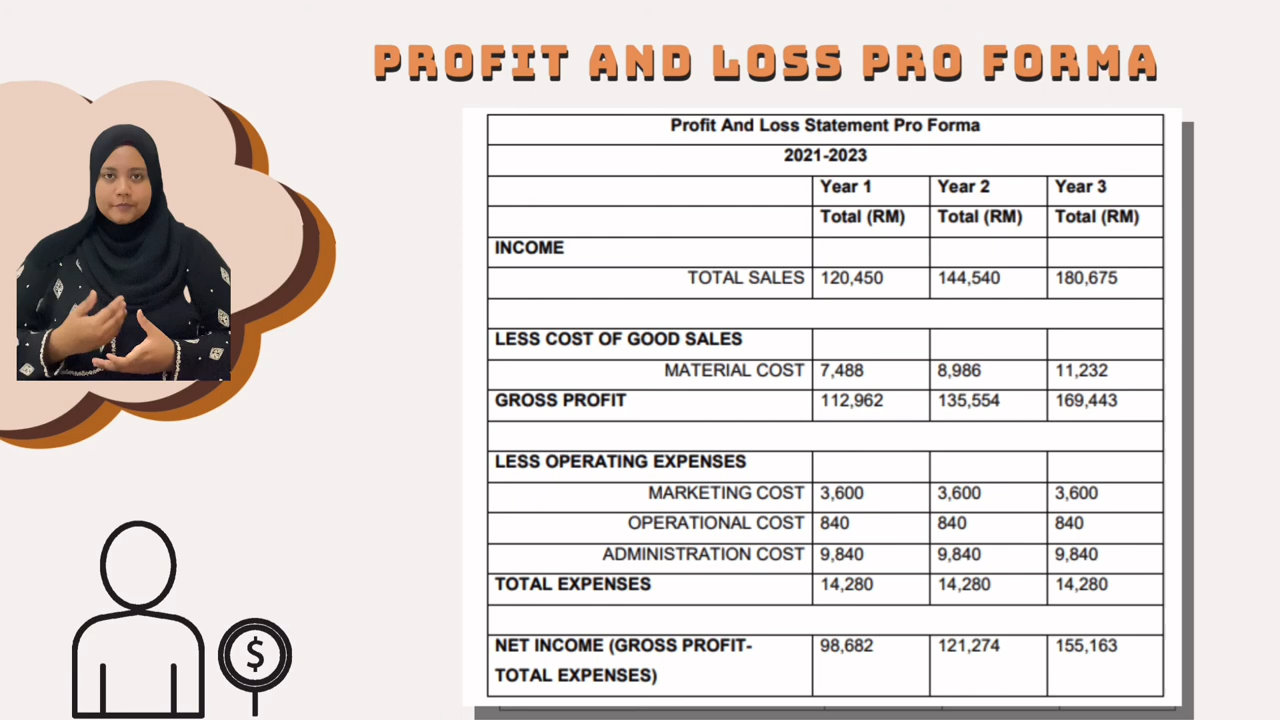 PROFIT AND LOSS PRO FORMA
Profit And Loss Statement Pro Forma
2021-2023
Year 1 Year 2 Year 3
Total (RM) Total (RM) Total (RM)
INCOME
TOTAL SALES 120,450 144,540 180,675
LESS COST OF GOOD SALES
MATERIAL COST 7,488 8,986 11,232
GROSS PROFIT 112,962 135,554 169,443
LESS OPERATING EXPENSES
MARKETING COST 3,600 3,600 3,600
OPERATIONAL COST 840 840 840
ADMINISTRATION COST 9,840 9,840 9,840
TOTAL EXPENSES 14,280 14,280 14,280
NET INCOME (GROSS PROFIT- 98,682 121,274 155,163
TOTAL EXPENSES)
$